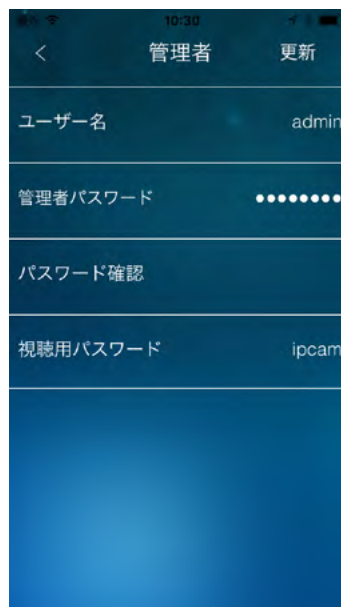 10:30
< 管理者 更新
ユーザー名 admin
管理者パスワード ••••••••
パスワード確認
視聴用パスワード ipcam